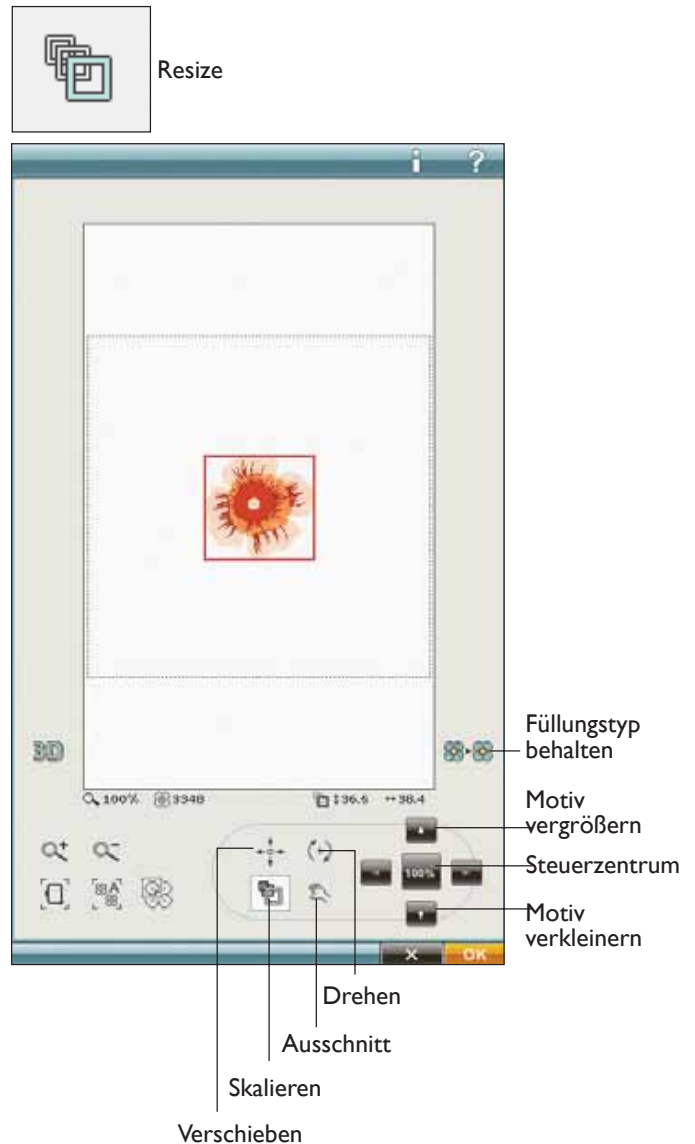 Resize
i ?
3D
Füllungstyp
behalten
100% 3348 36.5 38.4
Motiv
vergrößern
100%
Steuerzentrum
Motiv
verkleinern
X OK
Drehen
Ausschnitt
Skalieren
Verschieben